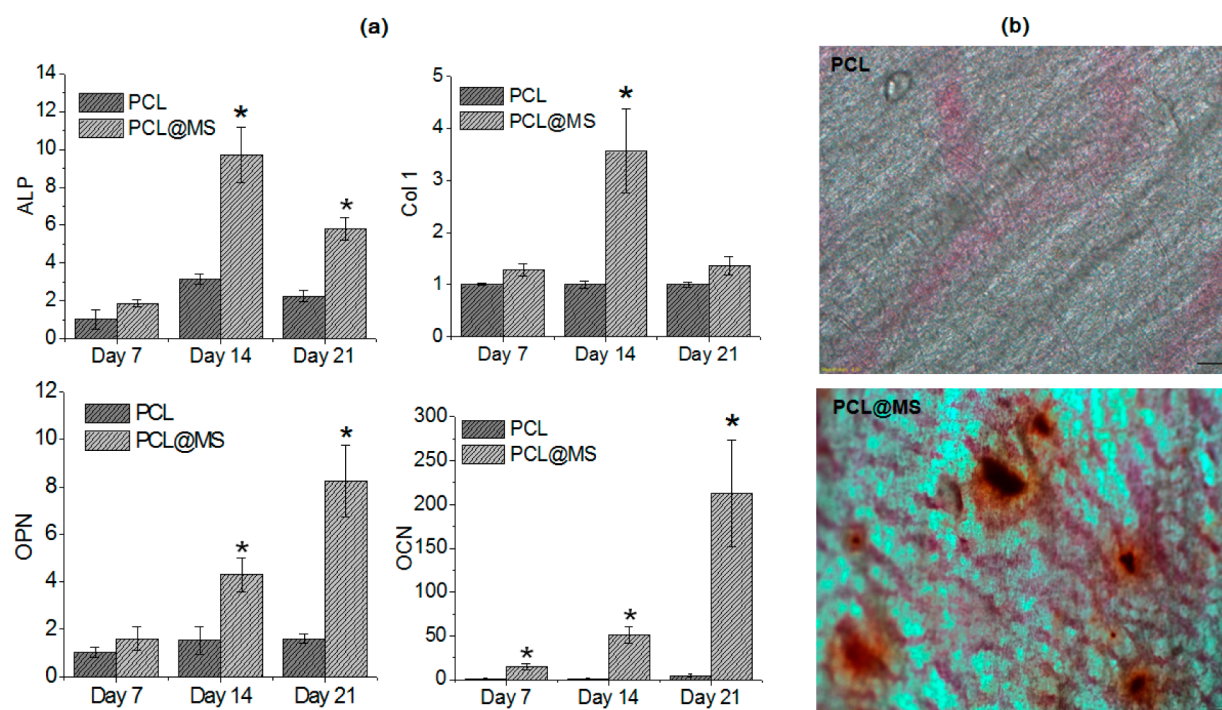 (a)
(b)
14
12
10
8
6
4
2
0
ALP
PCL
PCL@MS
*
*
Day 7
Day 14
Day 21
5
4
3
2
1
0
Col 1
PCL
PCL@MS
*
Day 7
Day 14
Day 21
PCL
12
10
8
6
4
2
0
OPN
PCL
PCL@MS
*
*
Day 7
Day 14
Day 21
300
250
200
150
100
50
0
OCN
PCL
PCL@MS
*
*
*
Day 7
Day 14
Day 21
PCL@MS